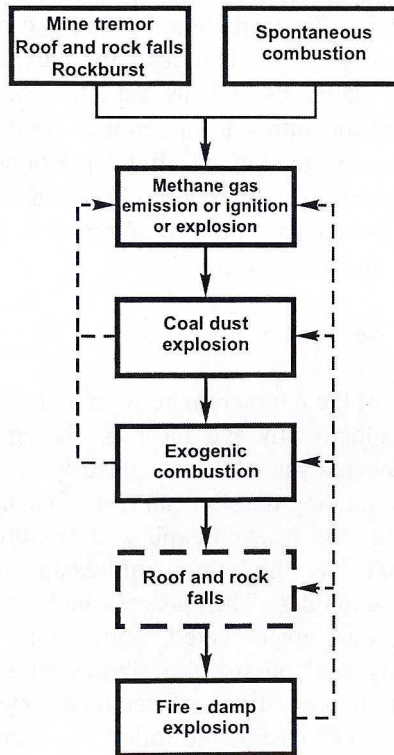 Mine tremor
Roof and rock falls
Rockburst
Spontaneous
combustion
Methane gas
emission or ignition
or explosion
Coal dust
explosion
Exogenic
combustion
Roof and rock
falls
Fire - damp
explosion